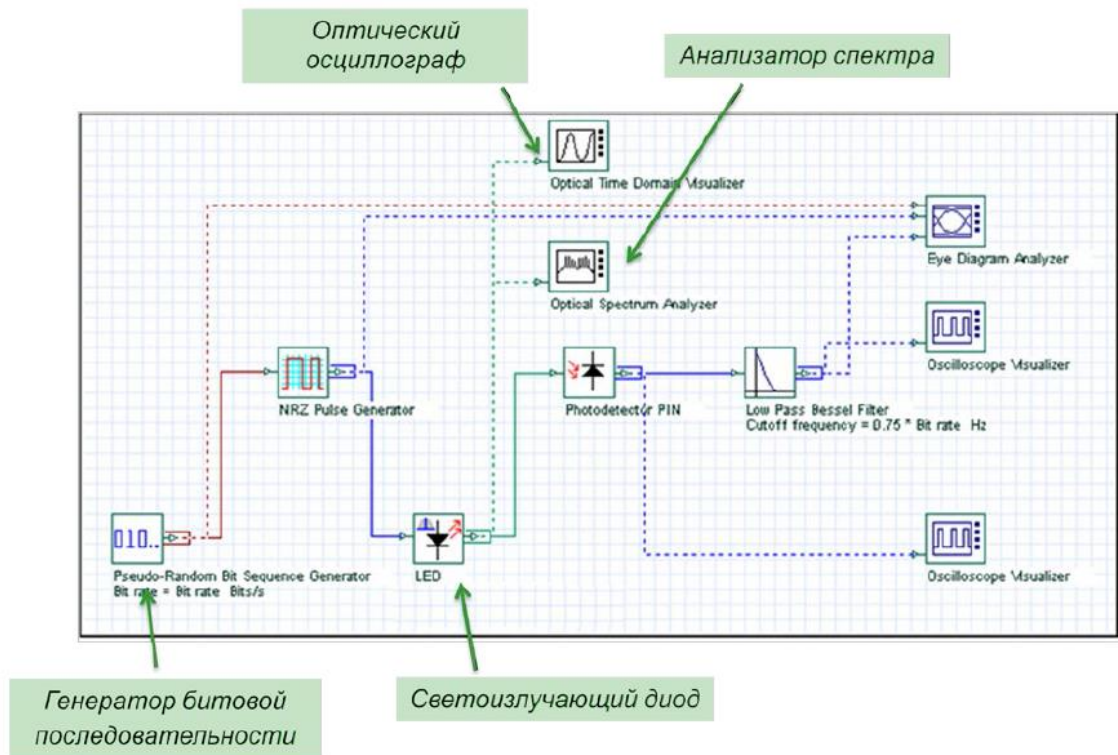 Оптический
осциллограф
Анализатор спектра
Optical Time Domain Visualizer
Eye Diagram Analyzer
Optical Spectrum Analyzer
Oscilloscope Visualizer
NRZ Pulse Generator
Photodetector PIN
Low Pass Bessel Filter
Cutoff frequency = 0.75 * Bit rate Hz
010...
Pseudo-Random Bit Sequence Generator
Bit rate = Bit rate Bits/s
LED
Oscilloscope Visualizer
Генератор битовой
последовательности
Светоизлучающий диод